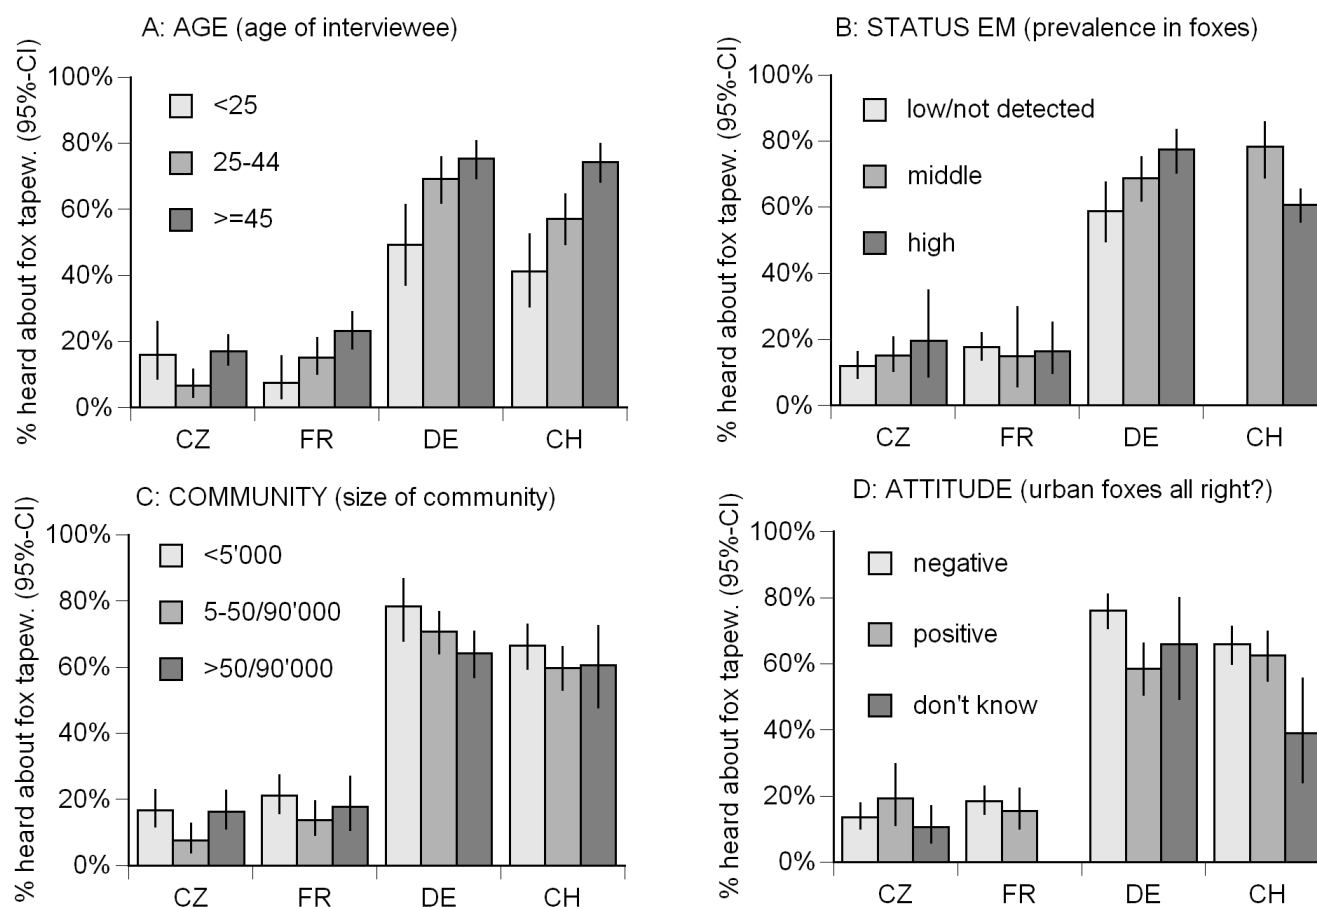 A: AGE (age of interviewee)
% heard about fox tapew. (95%-CI)
100%
80%
60%
40%
20%
0%
<25
25-44
>=45
CZ FR DE CH
B: STATUS EM (prevalence in foxes)
% heard about fox tapew. (95%-CI)
100%
80%
60%
40%
20%
0%
low/not detected
middle
high
CZ FR DE CH
C: COMMUNITY (size of community)
% heard about fox tapew. (95%-CI)
100%
80%
60%
40%
20%
0%
<5'000
5-50/90'000
>50/90'000
CZ FR DE CH
D: ATTITUDE (urban foxes all right?)
% heard about fox tapew. (95%-CI)
100%
80%
60%
40%
20%
0%
negative
positive
don't know
CZ FR DE CH